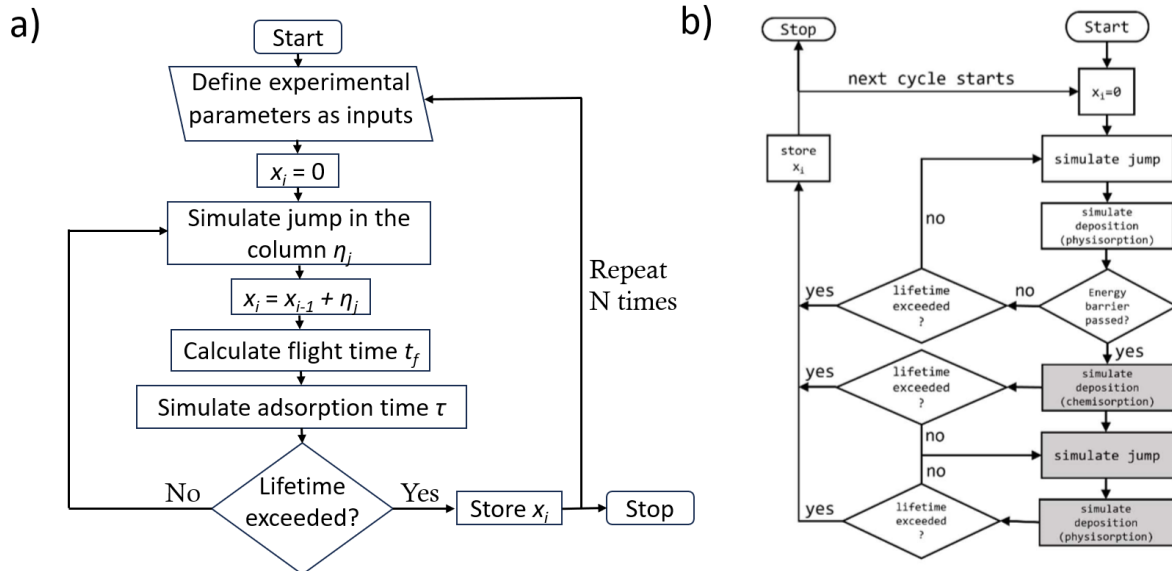 a)
Start
Define experimental
parameters as inputs
x_i = 0
Simulate jump in the
column η_j
x_i = x_{i-1} + η_j
Calculate flight time t_f
Simulate adsorption time τ
Lifetime
exceeded?
No
Yes
Store x_i
Stop
Repeat
N times
b)
Stop
Start
next cycle starts
x_i=0
store
x_i
simulate jump
no
simulate
deposition
(physisorption)
yes
lifetime
exceeded
?
no
Energy
barrier
passed?
yes
yes
lifetime
exceeded
?
simulate
deposition
(chemisorption)
no
simulate jump
no
yes
lifetime
exceeded
?
simulate
deposition
(physisorption)